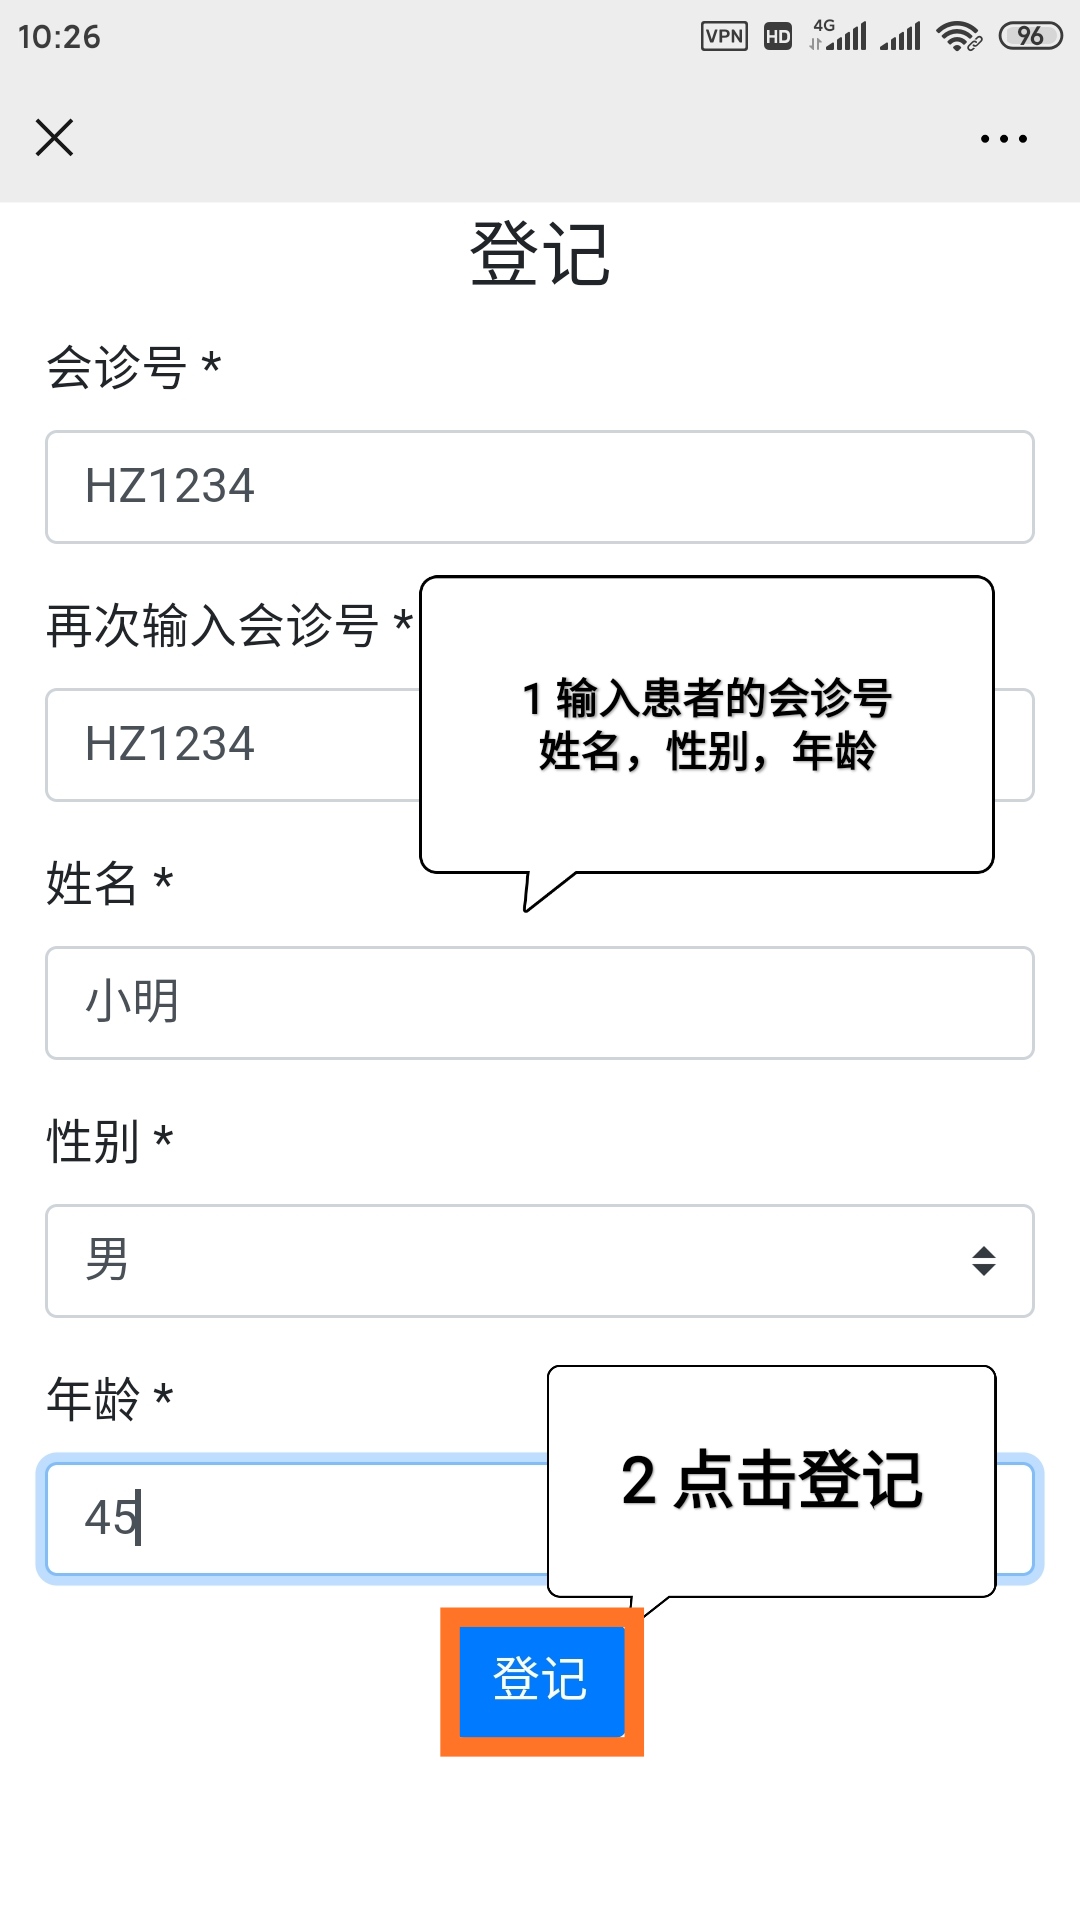 10:26
VPN HD 4G 96
登记
会诊号 *
HZ1234
再次输入会诊号 *
1 输入患者的会诊号
姓名，性别，年龄
HZ1234
姓名 *
小明
性别 *
男
年龄 *
2 点击登记
45
登记